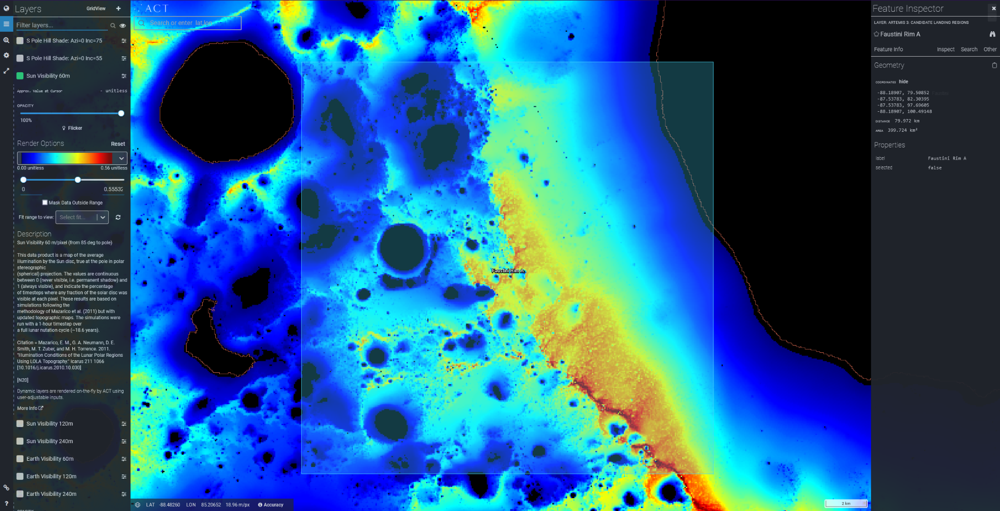 Layers
GridView +
Filter layers...
S Pole Hill Shade: Azi=0 Inc=75
S Pole Hill Shade: Azi=0 Inc=55
Sun Visibility 60m
Approx. Value at Cursor - unitless
OPACITY
100%
Flicker
Render Options Reset
0.00 unitless 0.56 unitless
0 0.55532
Mask Data Outside Range
Fit range to view: Select fit...
Description
Sun Visibility 60 m/pixel (from 85 deg to pole)
This data product is a map of the average
illumination by the Sun disc, true at the pole in polar
stereographic
(spherical) projection. The values are continuous
between 0 (never visible, i.e. permanent shadow) and
1 (always visible), and indicate the percentage
of timesteps where any fraction of the solar disc was
visible at each pixel. These results are based on
simulations following the
methodology of Mazarico et al. (2011) but with
updated topographic maps. The simulations were
run with a 1-hour timestep over
a full lunar nutation cycle (~18.6 years).
Citation = Mazarico, E. M., G. A. Neumann, D. E.
Smith, M. T. Zuber, and M. H. Torrence. 2011.
"Illumination Conditions of the Lunar Polar Regions
Using LOLA Topography." Icarus 211 1066
[10.1016/j.icarus.2010.10.030]
[N20]
Dynamic layers are rendered on-the-fly by ACT using
user-adjustable inputs.
More Info
Sun Visibility 120m
Sun Visibility 240m
Earth Visibility 60m
Earth Visibility 120m
Earth Visibility 240m
OPACITY
ACT
Search or enter lat,lon
Faustini Rim A
LAT -88.48260 LON 85.20652 18.96 m/px Accuracy
2 km
Feature Inspector
LAYER: ARTEMIS 3: CANDIDATE LANDING REGIONS
Faustini Rim A
Feature Info Inspect Search Other
Geometry
COORDINATES hide
-88.18907, 79.50852
-87.53783, 82.30395
-87.53783, 97.69605
-88.18907, 100.49148
DISTANCE 79.972 km
AREA 399.724 km²
Properties
label Faustini Rim A
selected false